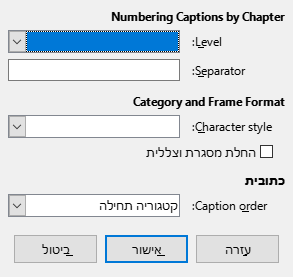 Numbering Captions by Chapter
Level:
Separator:
Category and Frame Format
Character style:
החלת מסגרת וצללית
כתובית
Caption order: קטגוריה תחילה
עזרה אישור ביטול